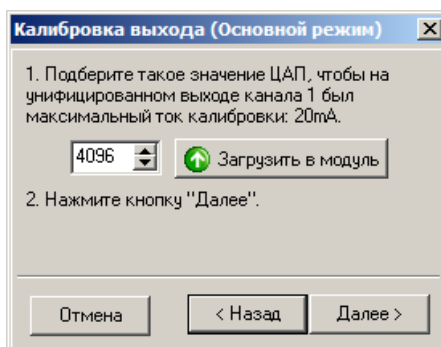 Калибровка выхода (Основной режим)
1. Подберите такое значение ЦАП, чтобы на
унифицированном выходе канала 1 был
максимальный ток калибровки: 20mA.
4096 Загрузить в модуль
2. Нажмите кнопку "Далее".
Отмена < Назад Далее >